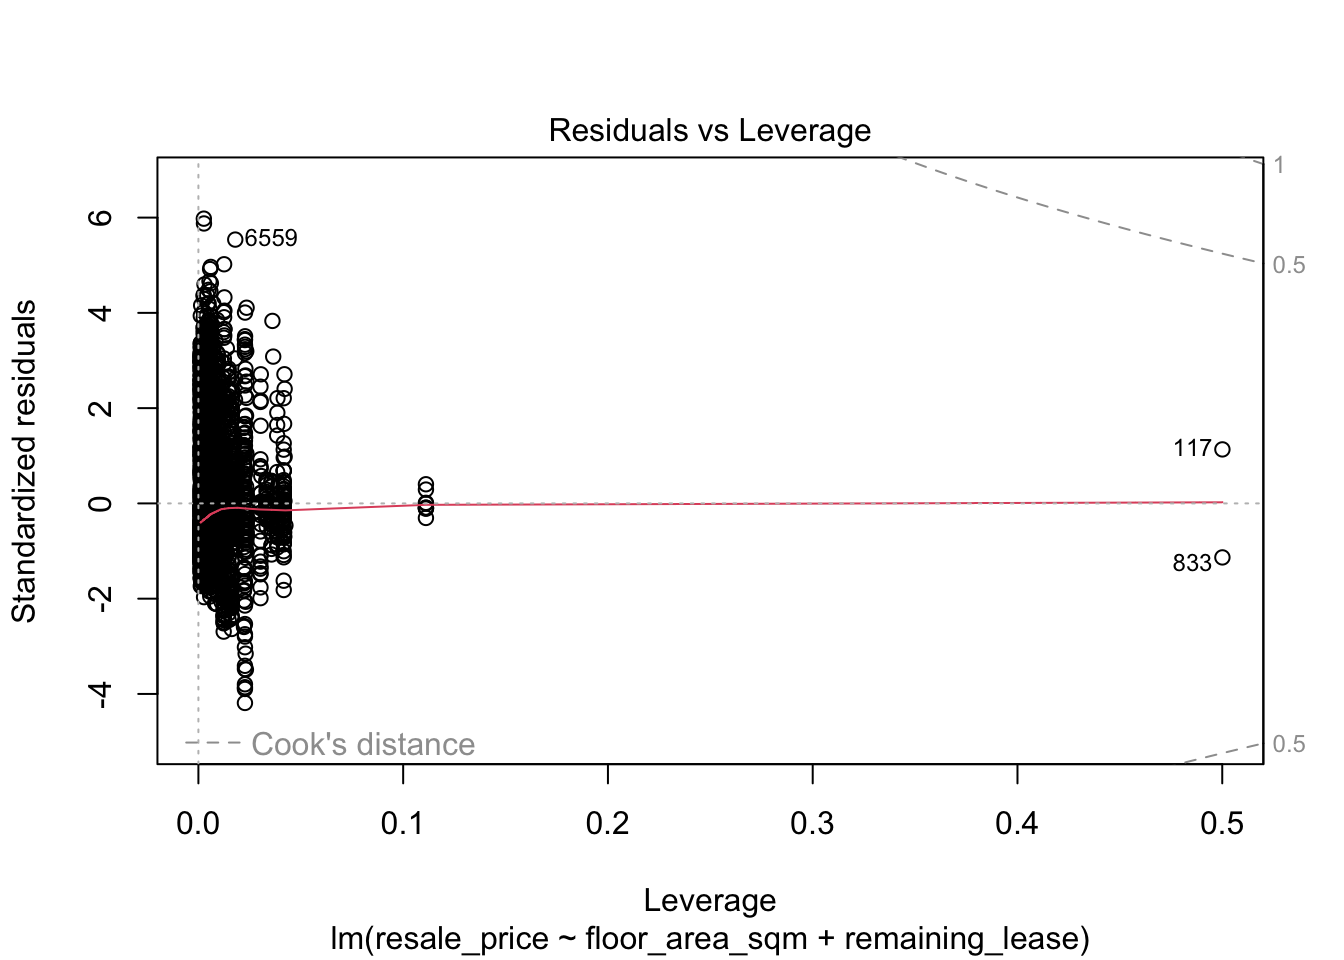 Residuals vs Leverage
Standardized residuals
6
4
2
0
-2
-4
6559
117
833
1
0.5
0.5
Cook's distance
0.0 0.1 0.2 0.3 0.4 0.5
Leverage
lm(resale_price ~ floor_area_sqm + remaining_lease)